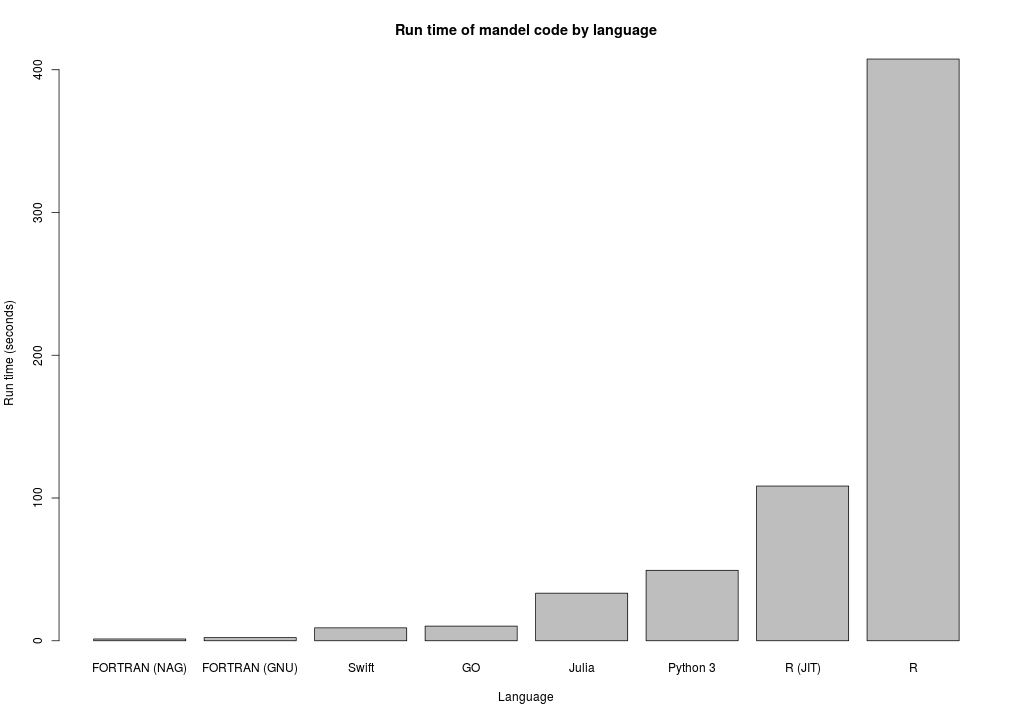 Run time of mandel code by language
Run time (seconds)
400
300
200
100
0
FORTRAN (NAG) FORTRAN (GNU) Swift GO Julia Python 3 R (JIT) R
Language